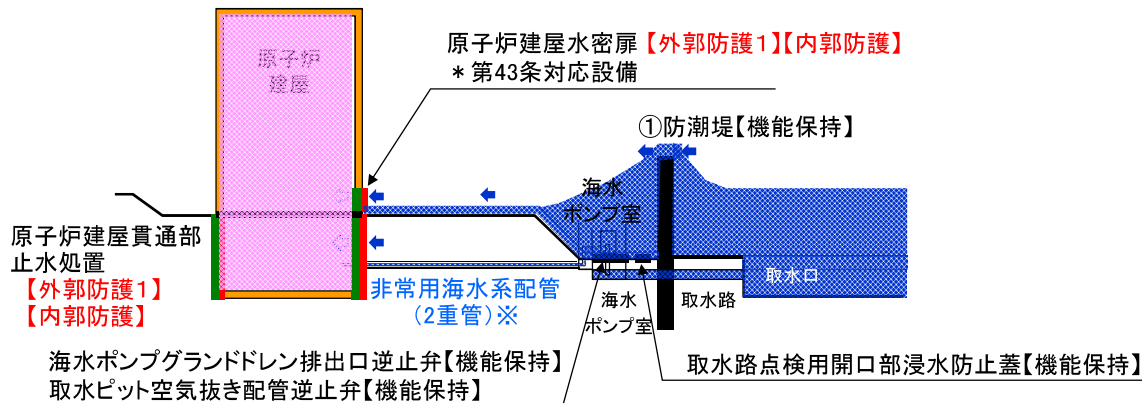 原子炉建屋水密扉【外郭防護1】【内郭防護】
*第43条対応設備
原子炉
建屋
①防潮堤【機能保持】
海水
ポンプ室
原子炉建屋貫通部
止水処置
【外郭防護1】
【内郭防護】
非常用海水系配管
(2重管)※
海水
ポンプ室
取水路
取水口
海水ポンプグランドドレン排出口逆止弁【機能保持】
取水ピット空気抜き配管逆止弁【機能保持】
取水路点検用開口部浸水防止蓋【機能保持】